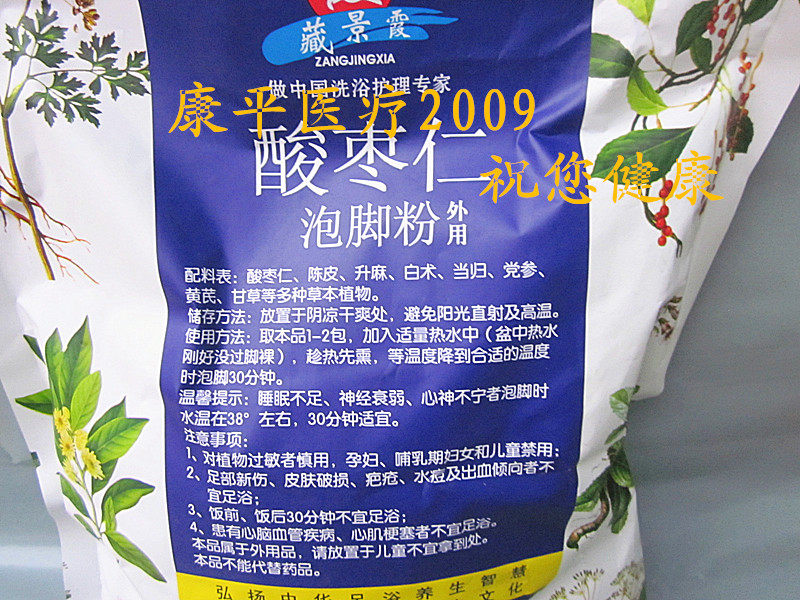 藏景霞
ZANGJINGXIA
做中国洗浴护理专家
康平医疗2009
酸枣仁
祝您健康
泡脚粉外用
配料表：酸枣仁、陈皮、升麻、白术、当归、党参、
黄芪、甘草等多种草本植物。
储存方法：放置于阴凉干爽处，避免阳光直射及高温。
使用方法：取本品1-2包，加入适量热水中（盆中热水
刚好没过脚裸），趁热先熏，等温度降到合适的温度
时泡脚30分钟。
温馨提示：睡眠不足、神经衰弱、心神不宁者泡脚时
水温在38°左右，30分钟适宜。
注意事项：
1、对植物过敏者慎用，孕妇、哺乳期妇女和儿童禁用；
2、足部新伤、皮肤破损、疤疮、水痘及出血倾向者不
宜足浴；
3、饭前、饭后30分钟不宜足浴；
4、患有心脑血管疾病、心肌梗塞者不宜足浴。
本品属于外用品，请放置于儿童不宜拿到处。
本品不能代替药品。
弘扬中华足浴养生智慧
文化